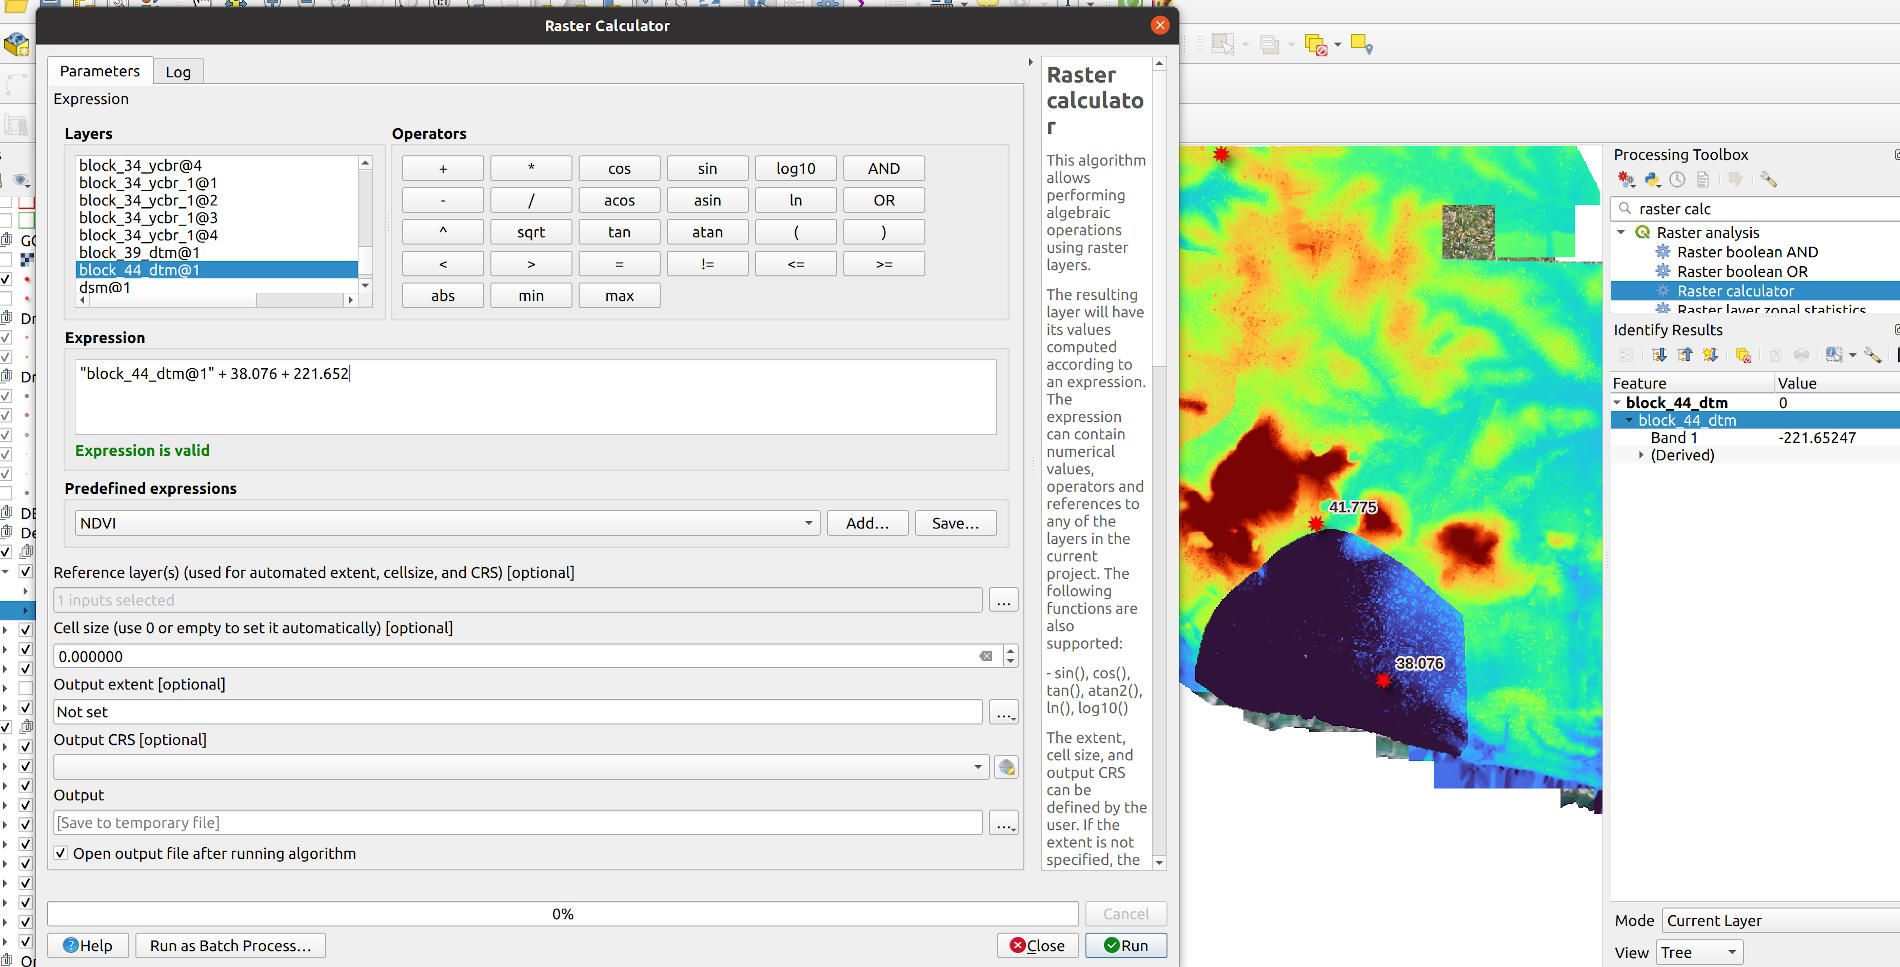 Raster Calculator
Parameters
Log
Expression
Layers
Operators
block_34_ycbr@4
block_34_ycbr_1@1
block_34_ycbr_1@2
block_34_ycbr_1@3
block_34_ycbr_1@4
block_39_dtm@1
block_44_dtm@1
dsm@1
+ * cos sin log10 AND
- / acos asin ln OR
^ sqrt tan atan ( )
< > = != <= >=
abs min max
Expression
"block_44_dtm@1" + 38.076 + 221.652
Expression is valid
Predefined expressions
NDVI
Add...
Save...
Reference layer(s) (used for automated extent, cellsize, and CRS) [optional]
1 inputs selected
...
Cell size (use 0 or empty to set it automatically) [optional]
0.000000
Output extent [optional]
Not set
...
Output CRS [optional]
Output
[Save to temporary file]
...
Open output file after running algorithm
0%
Cancel
Help
Run as Batch Process...
Close
Run
Raster
calculato
r
This algorithm
allows
performing
algebraic
operations
using raster
layers.
The resulting
layer will have
its values
computed
according to
an expression.
The
expression
can contain
numerical
values,
operators and
references to
any of the
layers in the
current
project. The
following
functions are
also
supported:
- sin(), cos(),
tan(), atan2(),
ln(), log10()
The extent,
cell size, and
output CRS
can be
defined by the
user. If the
extent is not
specified, the
41.775
38.076
Processing Toolbox
raster calc
Raster analysis
Raster boolean AND
Raster boolean OR
Raster calculator
Raster layer zonal statistics
Identify Results
Feature Value
block_44_dtm 0
block_44_dtm
Band 1 -221.65247
(Derived)
Mode Current Layer
View Tree